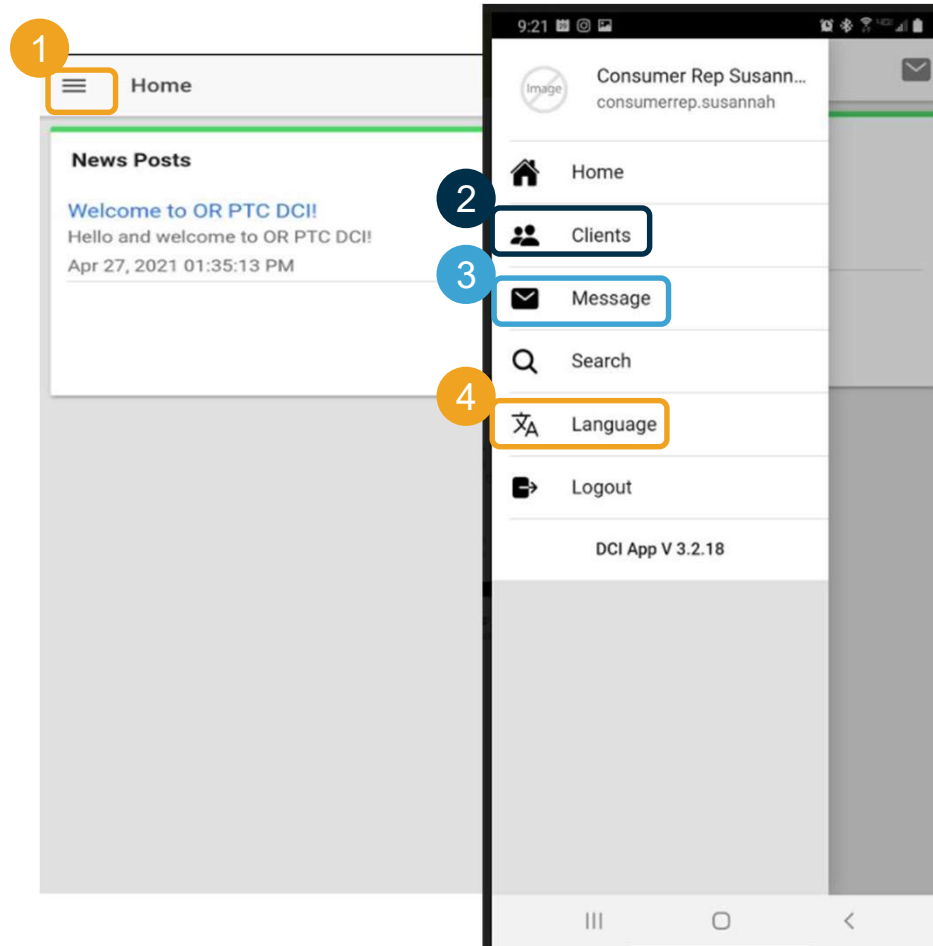 1
Home
News Posts
Welcome to OR PTC DCI!
Hello and welcome to OR PTC DCI!
Apr 27, 2021 01:35:13 PM
9:21
Image
Consumer Rep Susann...
consumerrep.susannah
Home
2
Clients
3
Message
Search
4
Language
Logout
DCI App V 3.2.18